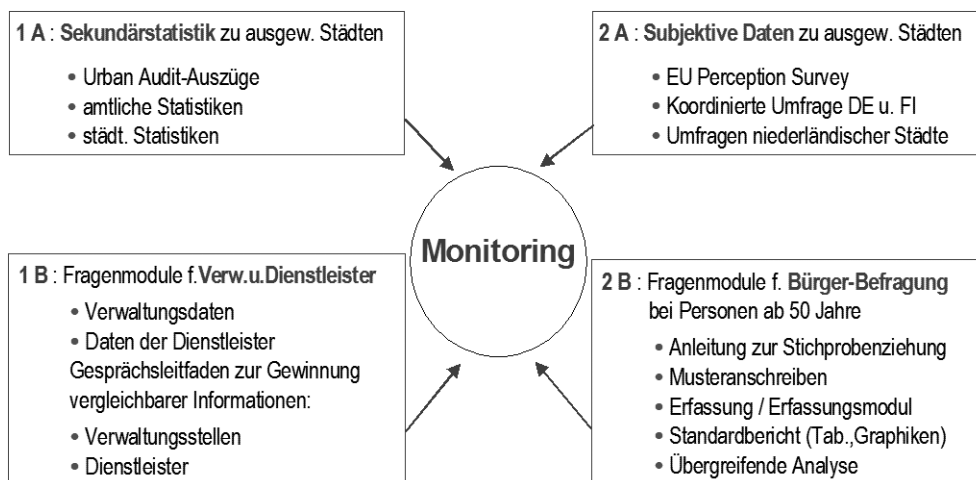 1 A : Sekundärstatistik zu ausgew. Städten
• Urban Audit-Auszüge
• amtliche Statistiken
• städt. Statistiken
2 A : Subjektive Daten zu ausgew. Städten
• EU Perception Survey
• Koordinierte Umfrage DE u. FI
• Umfragen niederländischer Städte
Monitoring
1 B : Fragenmodule f.Verw.u.Dienstleister
• Verwaltungsdaten
• Daten der Dienstleister
Gesprächsleitfaden zur Gewinnung
vergleichbarer Informationen:
• Verwaltungsstellen
• Dienstleister
2 B : Fragenmodule f. Bürger-Befragung
bei Personen ab 50 Jahre
• Anleitung zur Stichprobenziehung
• Musteranschreiben
• Erfassung / Erfassungsmodul
• Standardbericht (Tab.,Graphiken)
• Übergreifende Analyse